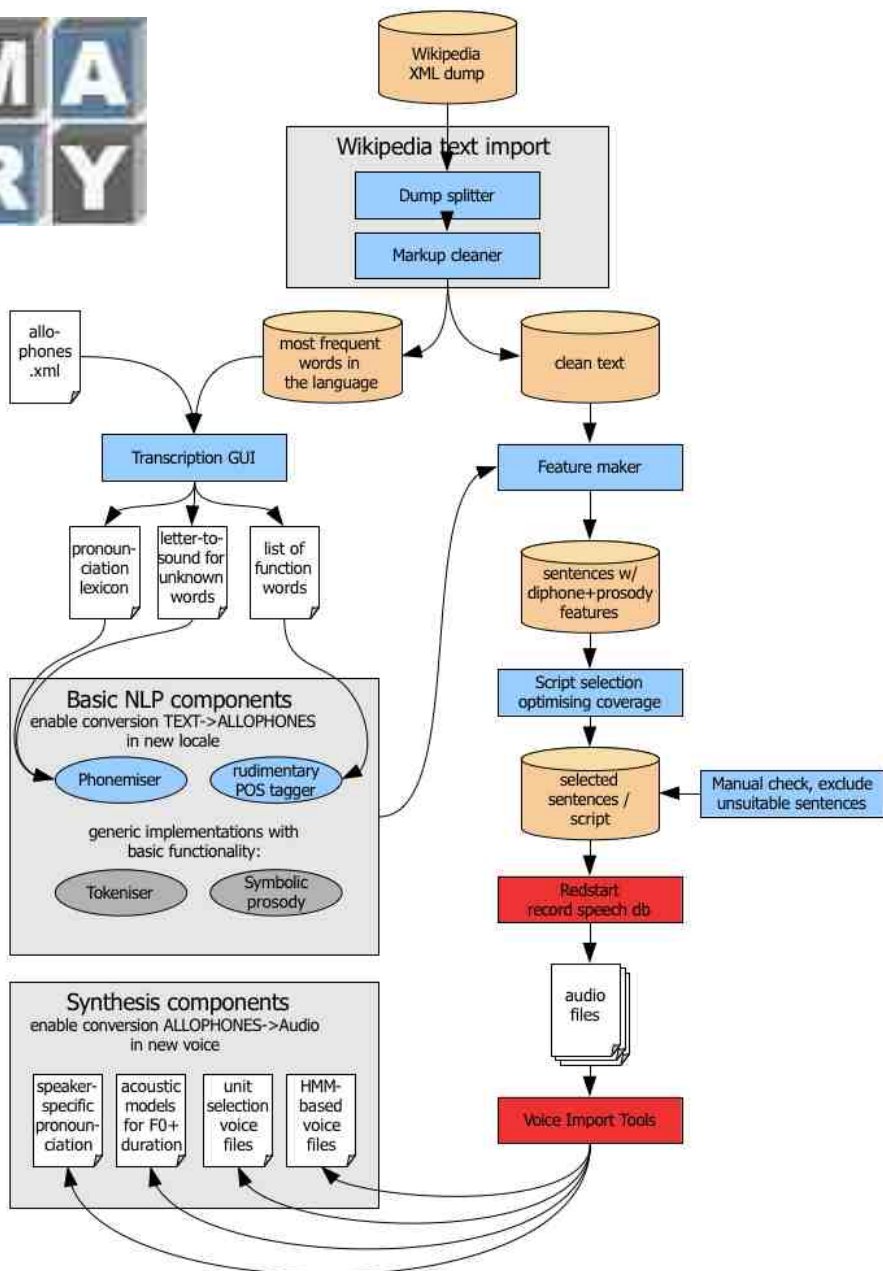 M A
R Y
Wikipedia
XML dump
Wikipedia text import
Dump splitter
Markup cleaner
allo-
phones
.xml
most frequent
words in
the language
clean text
Transcription GUI
Feature maker
pronoun-
ciation
lexicon
letter-to-
sound for
unknown
words
list of
function
words
sentences w/
diphone+prosody
features
Basic NLP components
enable conversion TEXT->ALLOPHONES
in new locale
Phonemiser
rudimentary
POS tagger
generic implementations with
basic functionality:
Tokeniser
Symbolic
prosody
Script selection
optimising coverage
selected
sentences /
script
Manual check, exclude
unsuitable sentences
Redstart
record speech db
audio
files
Voice Import Tools
Synthesis components
enable conversion ALLOPHONES->Audio
in new voice
speaker-
specific
pronoun-
ciation
acoustic
models
for F0+
duration
unit
selection
voice
files
HMM-
based
voice
files